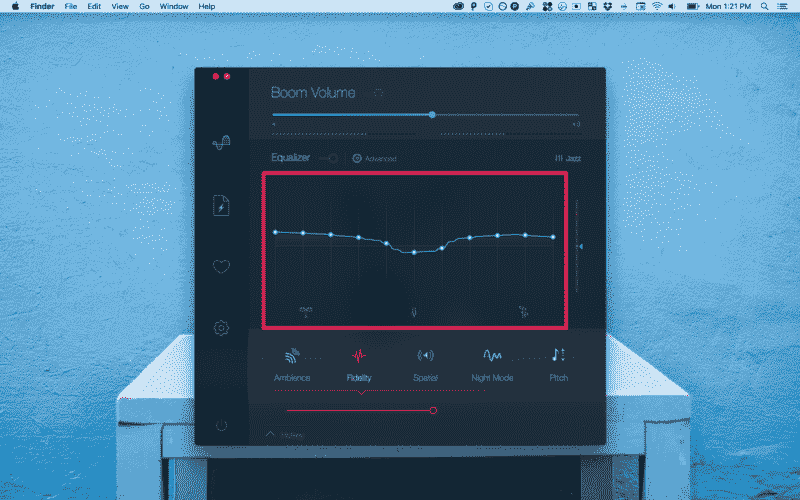 Finder File Edit View Go Window Help Mon 1:21 PM
Boom Volume
Equalizer Advanced Jazz
Ambience Fidelity Spatial Night Mode Pitch